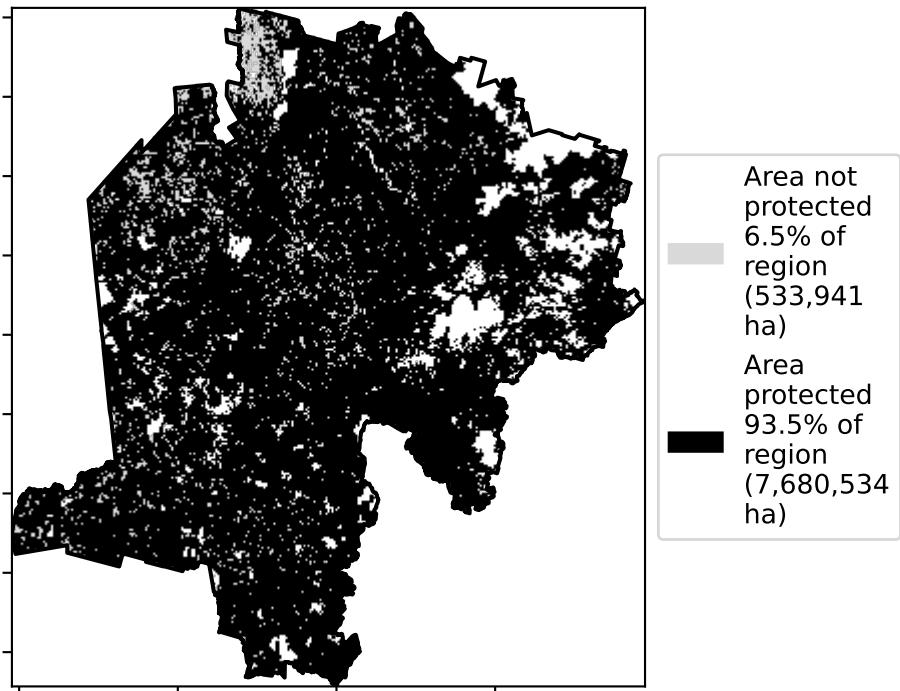 Area not
protected
6.5% of
region
(533,941
ha)
Area
protected
93.5% of
region
(7,680,534
ha)